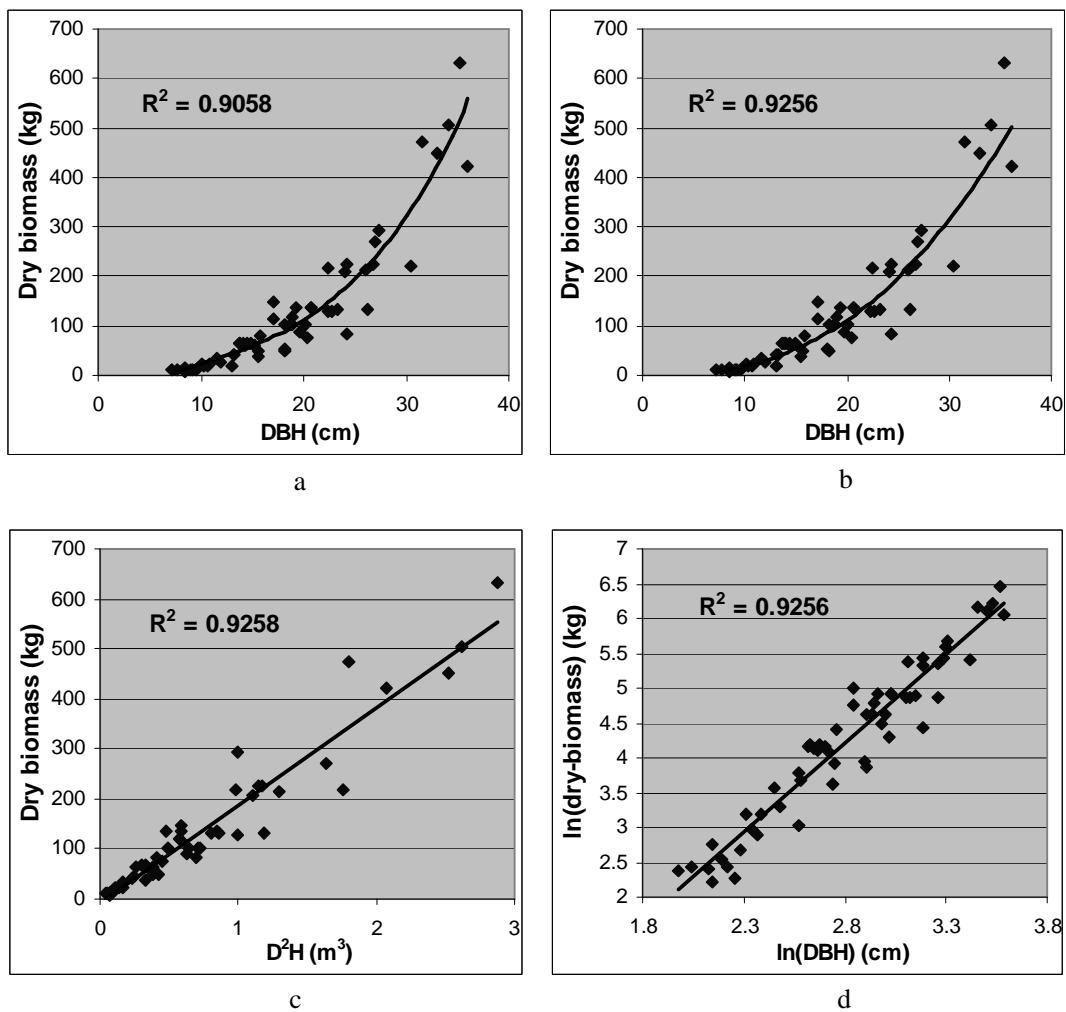 700
600
500
400
300
200
100
0
Dry biomass (kg)
R² = 0.9058
0 10 20 30 40
DBH (cm)
a
700
600
500
400
300
200
100
0
Dry biomass (kg)
R² = 0.9256
0 10 20 30 40
DBH (cm)
b
700
600
500
400
300
200
100
0
Dry biomass (kg)
R² = 0.9258
0 1 2 3
D²H (m³)
c
7
6.5
6
5.5
5
4.5
4
3.5
3
2.5
2
ln(dry-biomass) (kg)
R² = 0.9256
1.8 2.3 2.8 3.3 3.8
ln(DBH) (cm)
d